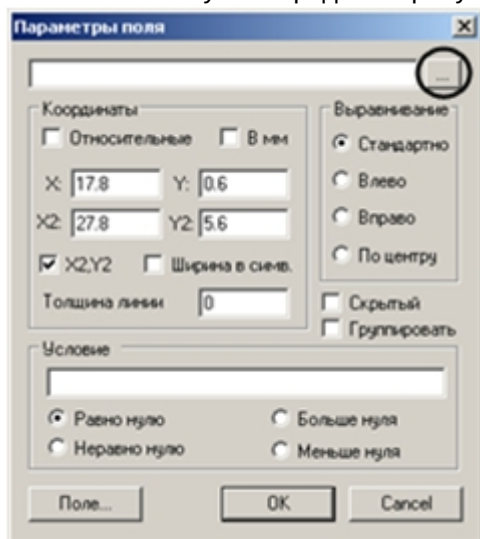 Параметры поля
...
Координаты
Выравнивание
Относительные В мм
Стандартно
X: 17.8 Y: 0.6
Влево
X2: 27.8 Y2: 5.6
Вправо
X2,Y2 Ширина в симв.
По центру
Толщина линии 0
Скрытый
Группировать
Условие
Равно нулю Больше нуля
Неравно нулю Меньше нуля
Поле... OK Cancel